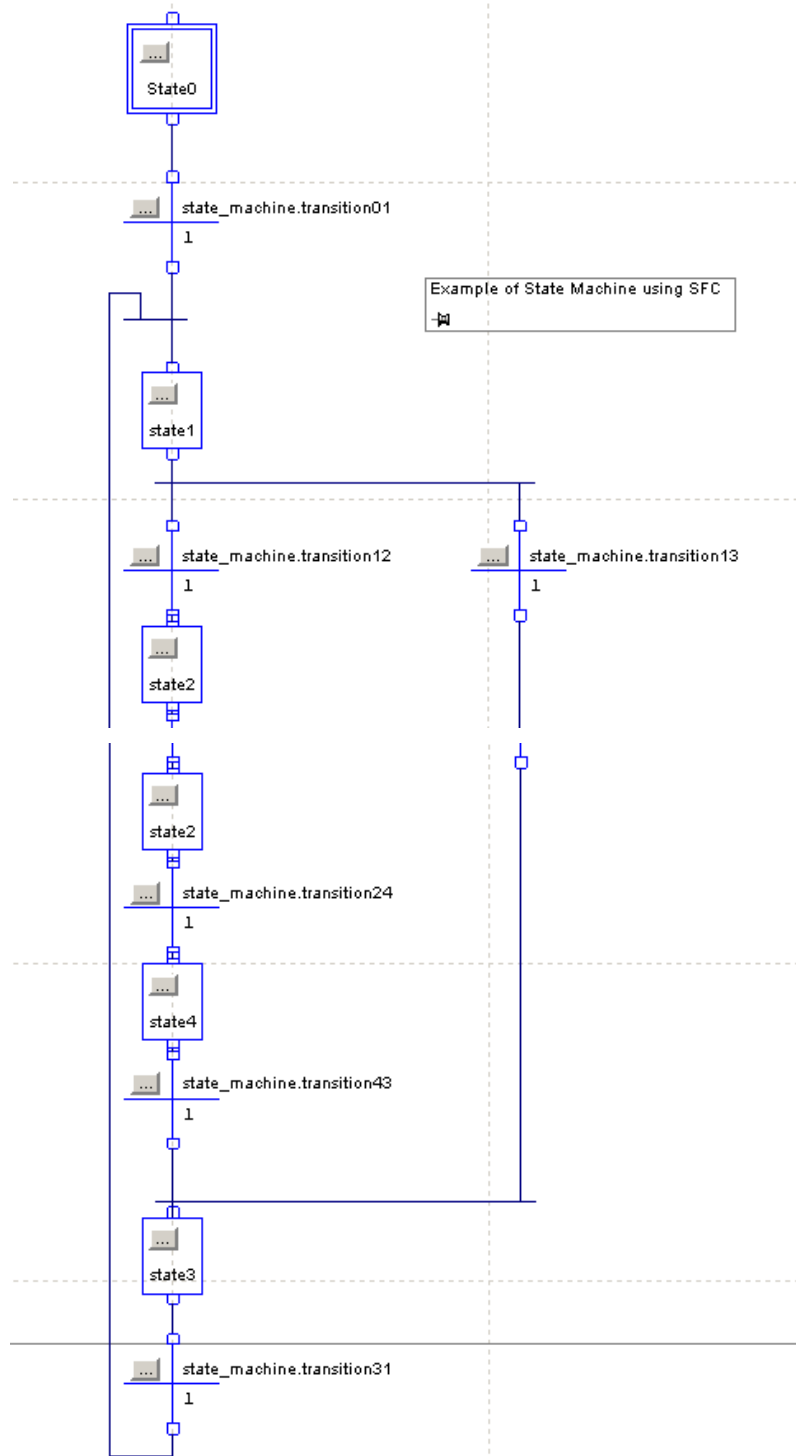 ...
State0
... state_machine.transition01
1
Example of State Machine using SFC
...
state1
... state_machine.transition12
1
... state_machine.transition13
1
...
state2
...
state2
... state_machine.transition24
1
...
state4
... state_machine.transition43
1
...
state3
... state_machine.transition31
1